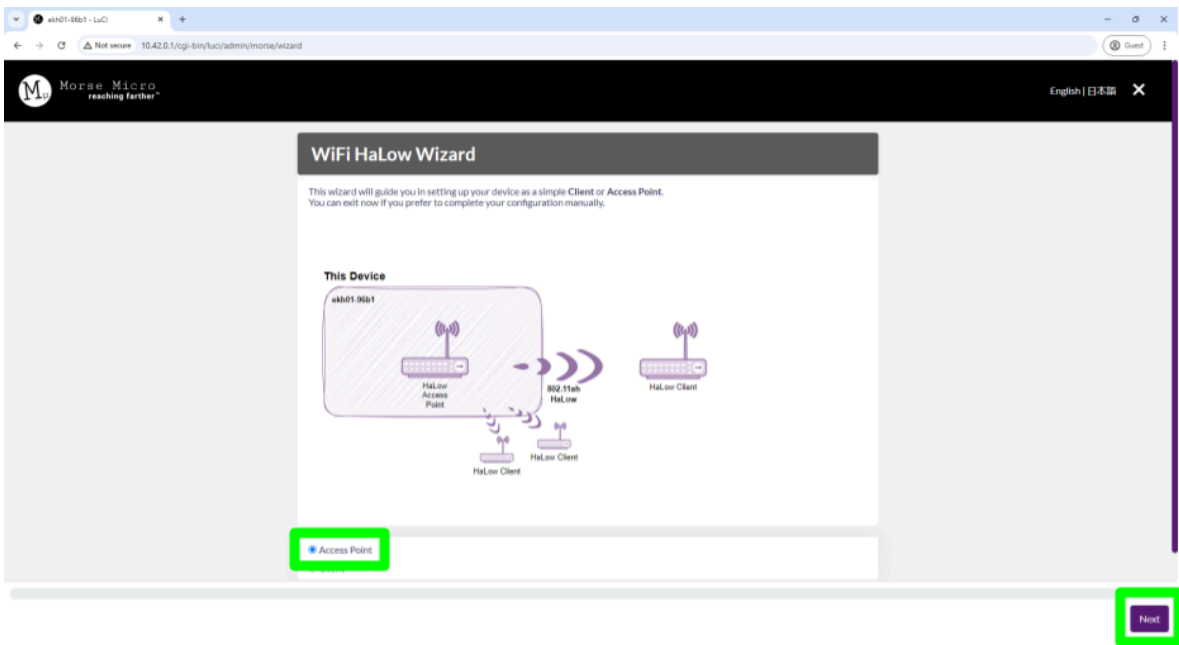 ekh01-96b1 - LuCI
Not secure 10.42.0.1/cgi-bin/luci/admin/morse/wizard
Guest
Morse Micro
reaching farther™
English | 日本語
WiFi HaLow Wizard
This wizard will guide you in setting up your device as a simple Client or Access Point.
You can exit now if you prefer to complete your configuration manually.
This Device
ekh01-96b1
HaLow
Access
Point
802.11ah
HaLow
HaLow Client
HaLow Client
HaLow Client
Access Point
Next